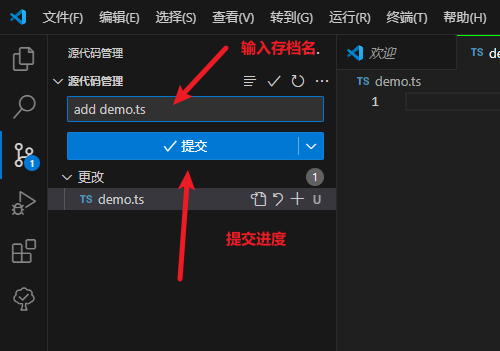 文件(F) 编辑(E) 选择(S) 查看(V) 转到(G) 运行(R) 终端(T) 帮助(H)
源代码管理
输入存档名.
欢迎
源代码管理
TS demo.ts
add demo.ts
1
提交
1
更改
1
TS demo.ts
U
提交进度